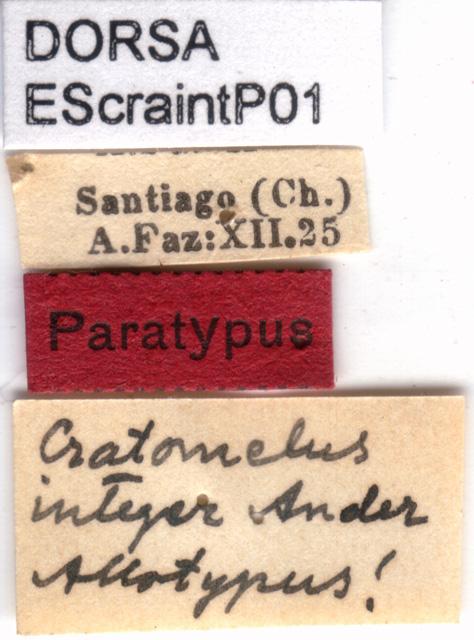 DORSA
EScraintP01
Santiago (Ch.)
A.Faz:XII.25
Paratypus
Cratomelus
integer Ander
Allotypus!